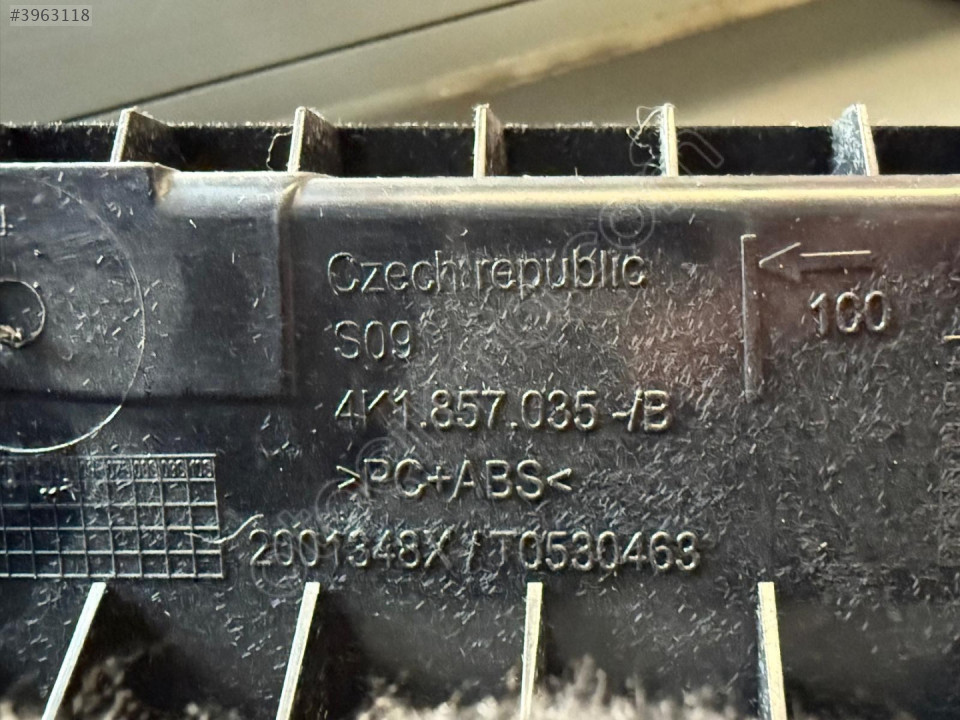 #3963118
Czech republic
100
S09
4K1.857.035 -/B
>PC+ABS<
2001348X / T0530463